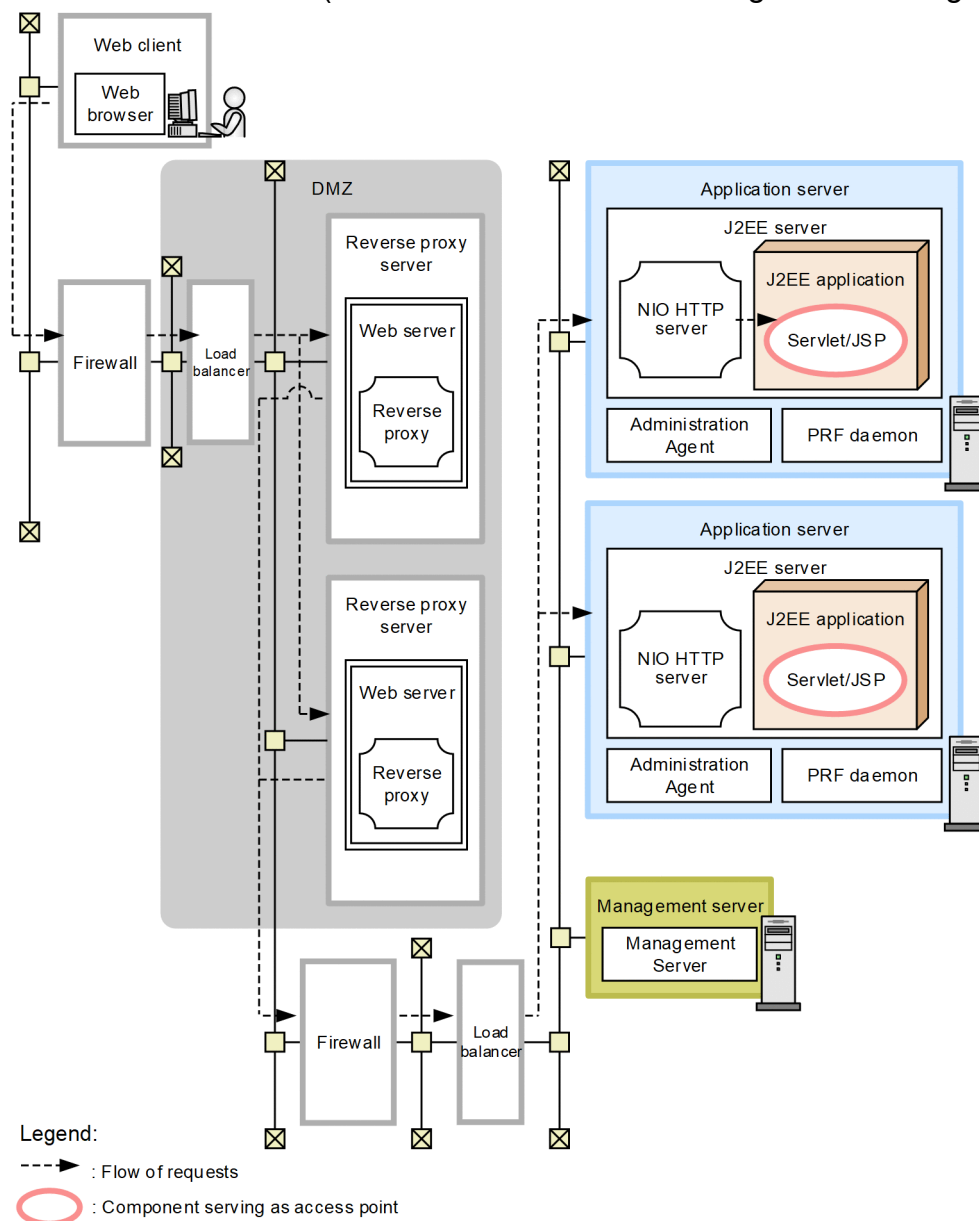 Web client
Web
browser
DMZ
Reverse proxy
server
Web server
Reverse
proxy
Firewall
Load
balancer
Reverse proxy
server
Web server
Reverse
proxy
Application server
J2EE server
NIO HTTP
server
J2EE application
Servlet/JSP
Administration
Agent
PRF daemon
Application server
J2EE server
NIO HTTP
server
J2EE application
Servlet/JSP
Administration
Agent
PRF daemon
Management server
Management
Server
Firewall
Load
balancer
Legend:
: Flow of requests
: Component serving as access point